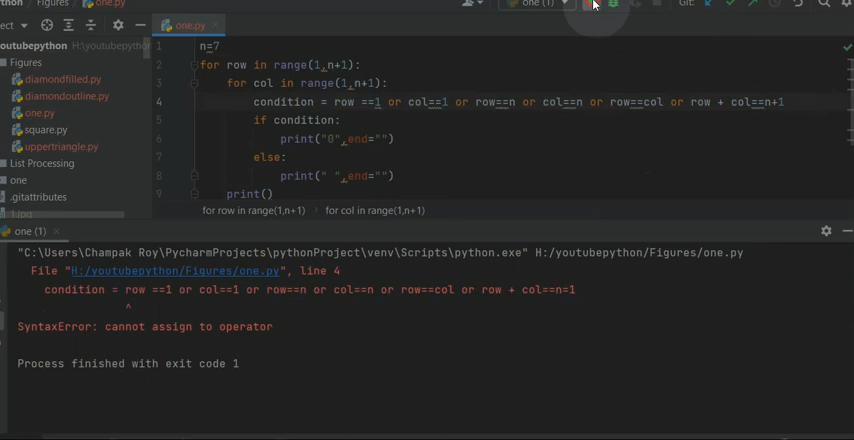 thon Figures one.py one (1) Git:
ect one.py
outubepython H:\youtubepython
Figures
diamondfilled.py
diamondoutline.py
one.py
square.py
uppertriangle.py
List Processing
one
.gitattributes
1.jpg
1 n=7
2 for row in range(1,n+1):
3 for col in range(1,n+1):
4 condition = row ==1 or col==1 or row==n or col==n or row==col or row + col==n+1
5 if condition:
6 print("0",end="")
7 else:
8 print(" ",end="")
9 print()
for row in range(1,n+1) for col in range(1,n+1)
one (1)
"C:\Users\Champak Roy\PycharmProjects\pythonProject\venv\Scripts\python.exe" H:/youtubepython/Figures/one.py
File "H:/youtubepython/Figures/one.py", line 4
condition = row ==1 or col==1 or row==n or col==n or row==col or row + col==n=1
^
SyntaxError: cannot assign to operator
Process finished with exit code 1